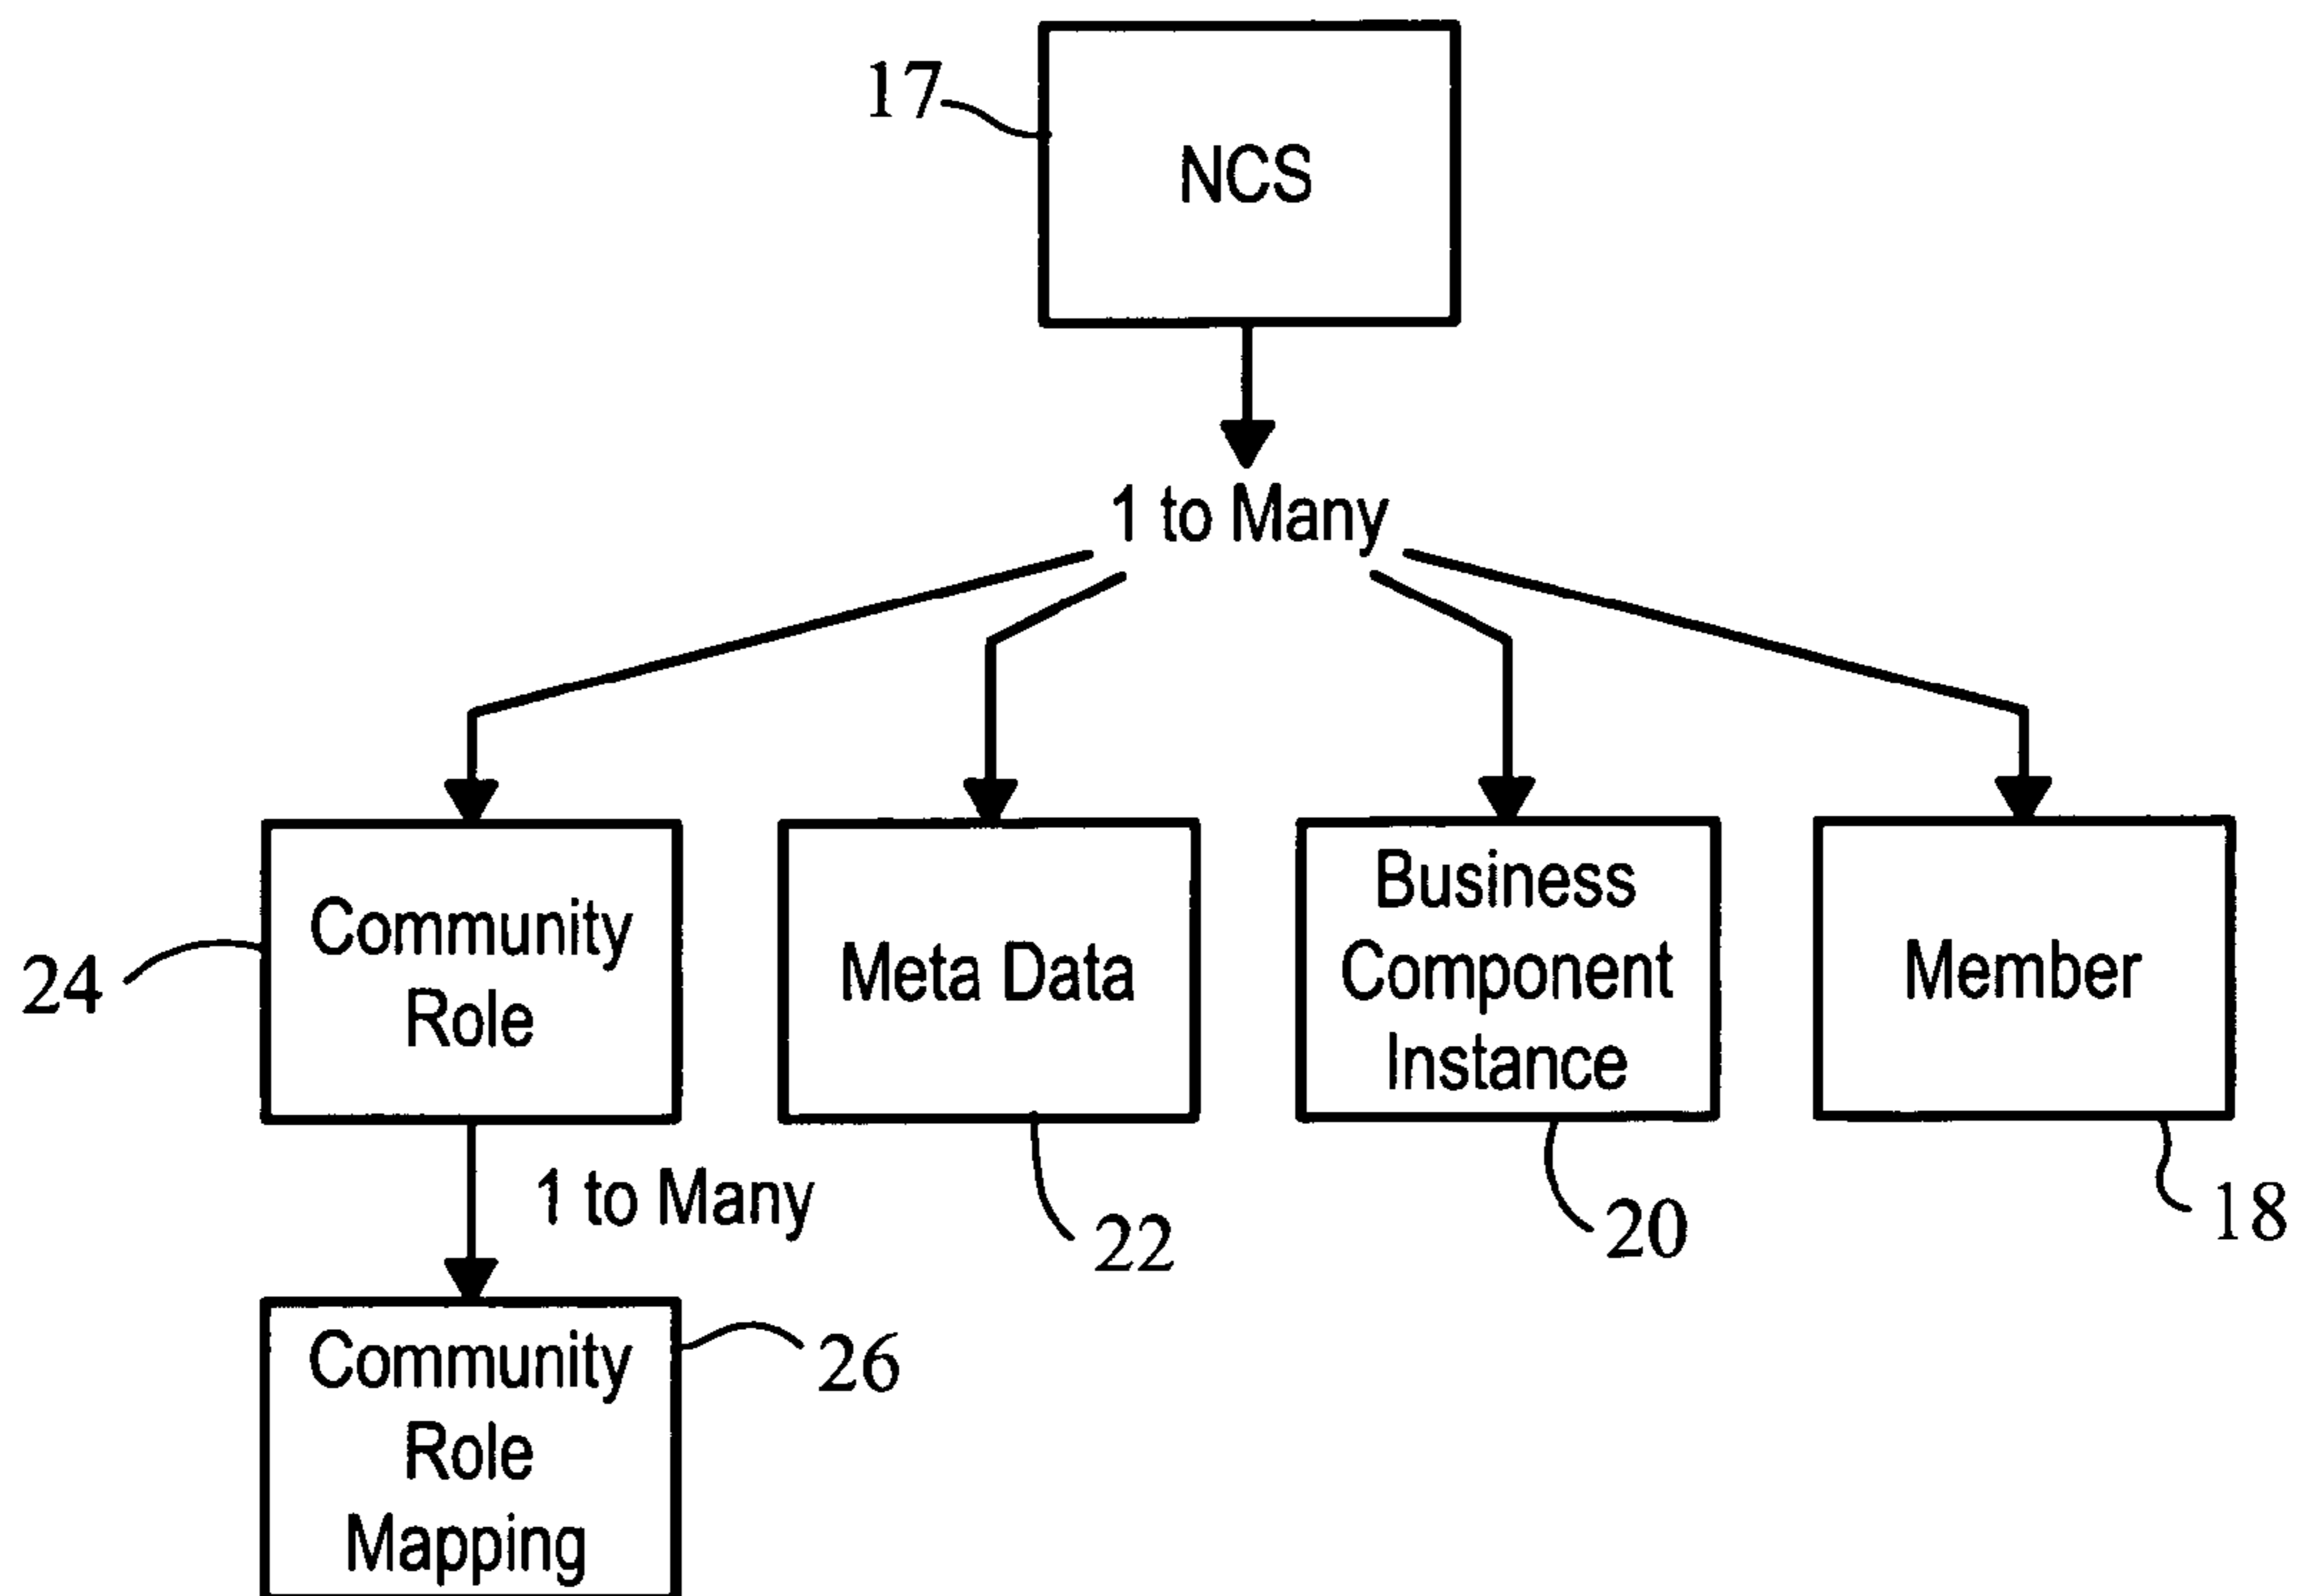 17
NCS
1 to Many
24
Community
Role
Meta Data
Business
Component
Instance
Member
1 to Many
22
20
18
Community
Role
Mapping
26